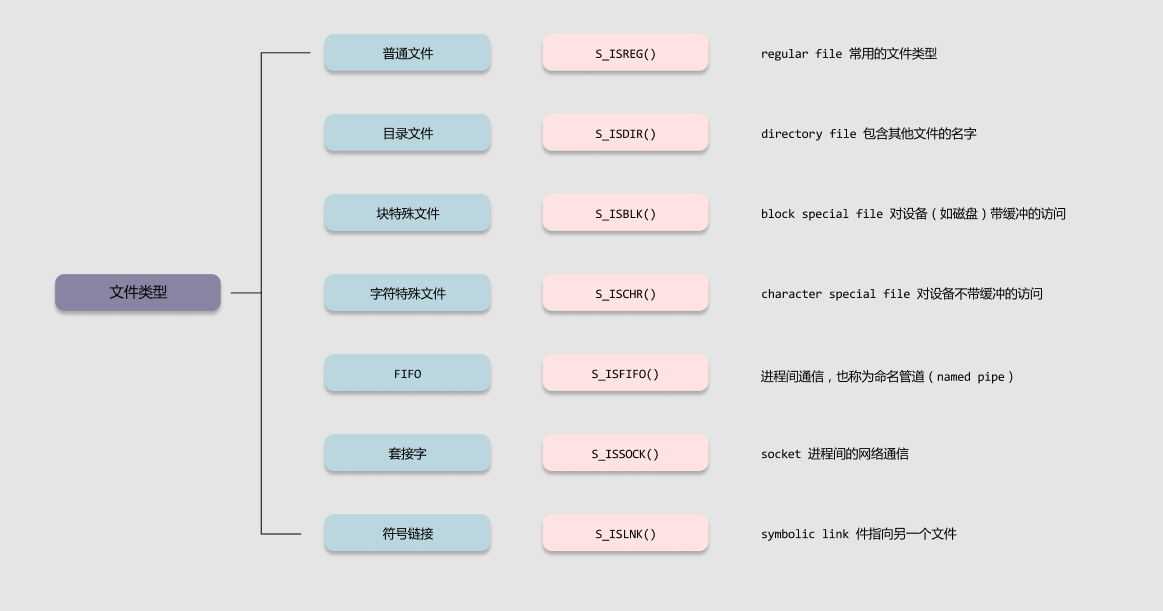 普通文件 S_ISREG() regular file 常用的文件类型
目录文件 S_ISDIR() directory file 包含其他文件的名字
块特殊文件 S_ISBLK() block special file 对设备（如磁盘）带缓冲的访问
文件类型
字符特殊文件 S_ISCHR() character special file 对设备不带缓冲的访问
FIFO S_ISFIFO() 进程间通信，也称为命名管道（named pipe）
套接字 S_ISSOCK() socket 进程间的网络通信
符号链接 S_ISLNK() symbolic link 件指向另一个文件